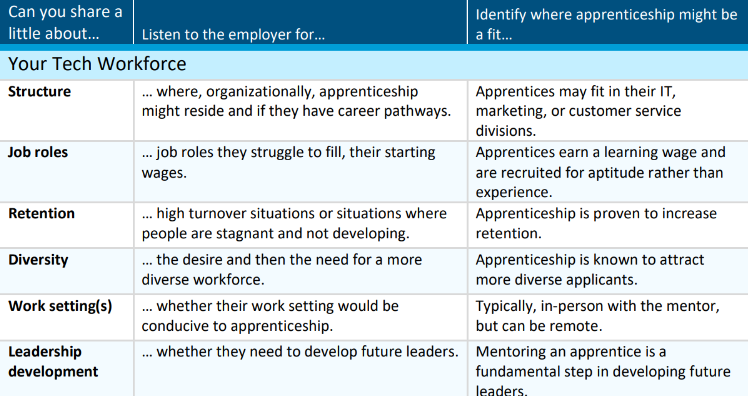 Can you share a little about...
Listen to the employer for...
Identify where apprenticeship might be a fit...
Your Tech Workforce
Structure
... where, organizationally, apprenticeship
might reside and if they have career pathways.
Apprentices may fit in their IT,
marketing, or customer service
divisions.
Job roles
... job roles they struggle to fill, their starting
wages.
Apprentices earn a learning wage and
are recruited for aptitude rather than
experience.
Retention
... high turnover situations or situations where
people are stagnant and not developing.
Apprenticeship is proven to increase
retention.
Diversity
... the desire and then the need for a more
diverse workforce.
Apprenticeship is known to attract
more diverse applicants.
Work setting(s)
... whether their work setting would be
conducive to apprenticeship.
Typically, in-person with the mentor,
but can be remote.
Leadership
development
... whether they need to develop future leaders.
Mentoring an apprentice is a
fundamental step in developing future
leaders.